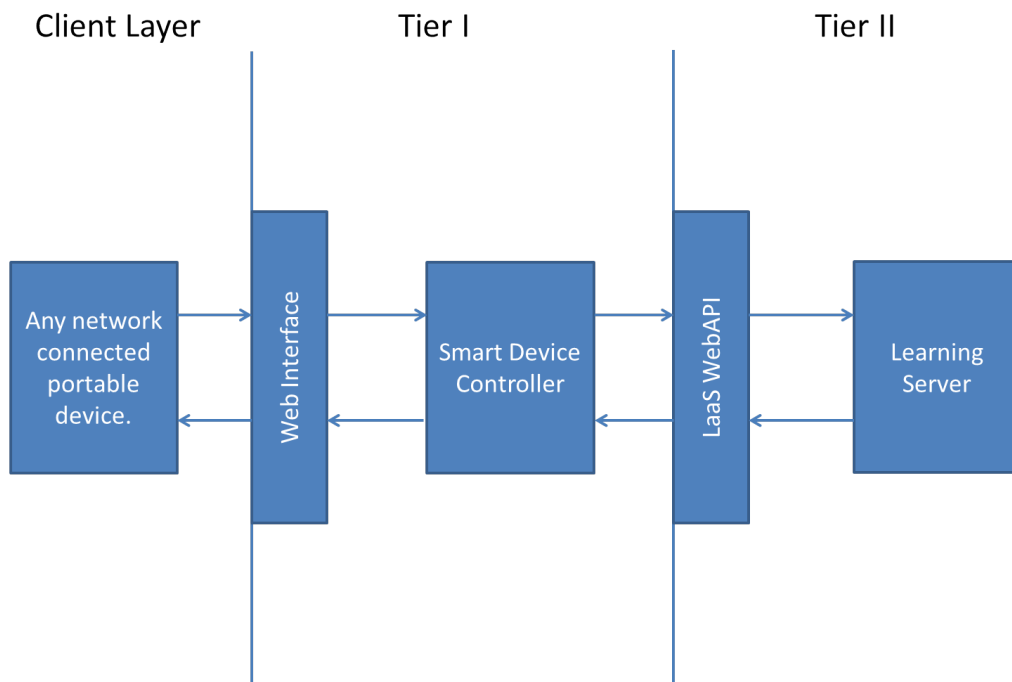 Client Layer
Tier I
Tier II
Any network
connected
portable
device.
Web Interface
Smart Device
Controller
LaaS WebAPI
Learning
Server